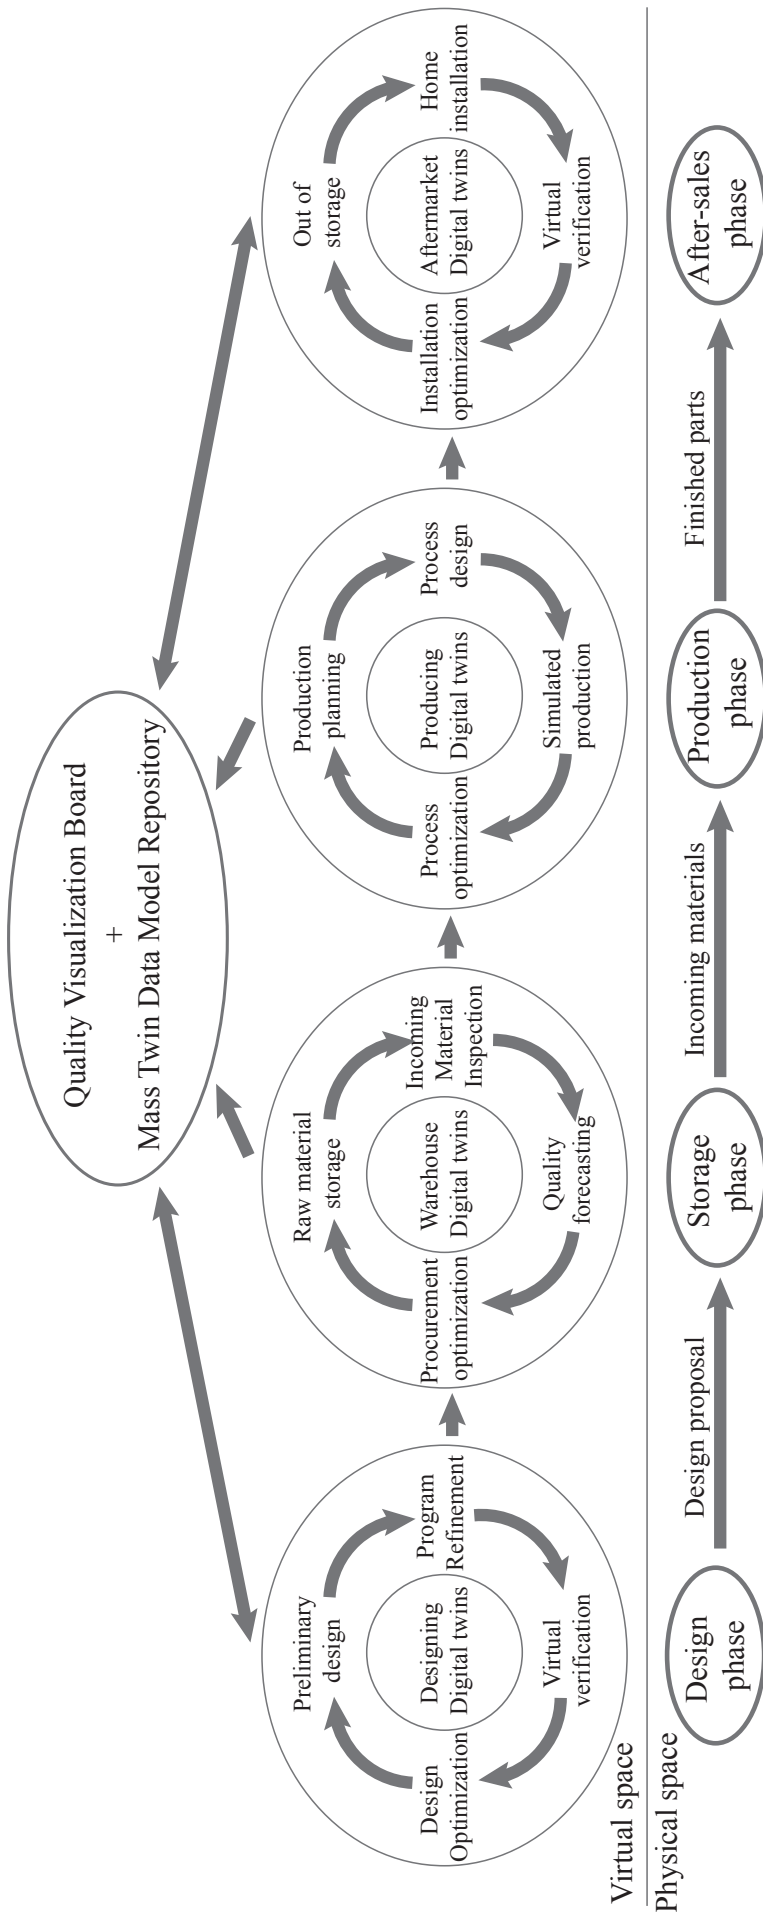 Quality Visualization Board
+
Mass Twin Data Model Repository
Preliminary
design
Program
Refinement
Virtual
verification
Design
Optimization
Designing
Digital twins
Raw material
storage
Incoming
Material
Inspection
Quality
forecasting
Procurement
optimization
Warehouse
Digital twins
Production
planning
Process
design
Simulated
production
Process
optimization
Producing
Digital twins
Out of
storage
Home
installation
Virtual
verification
Installation
optimization
Aftermarket
Digital twins
Virtual space
Physical space
Design
phase
Design proposal
Storage
phase
Incoming materials
Production
phase
Finished parts
After-sales
phase